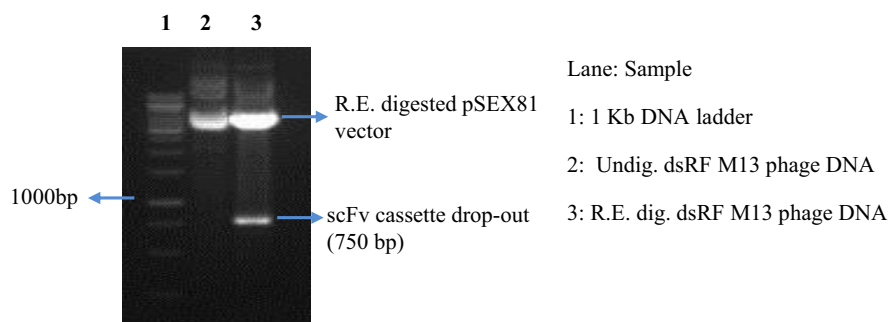 1 2 3
R.E. digested pSEX81
vector
1000bp
scFv cassette drop-out
(750 bp)
Lane: Sample
1: 1 Kb DNA ladder
2: Undig. dsRF M13 phage DNA
3: R.E. dig. dsRF M13 phage DNA